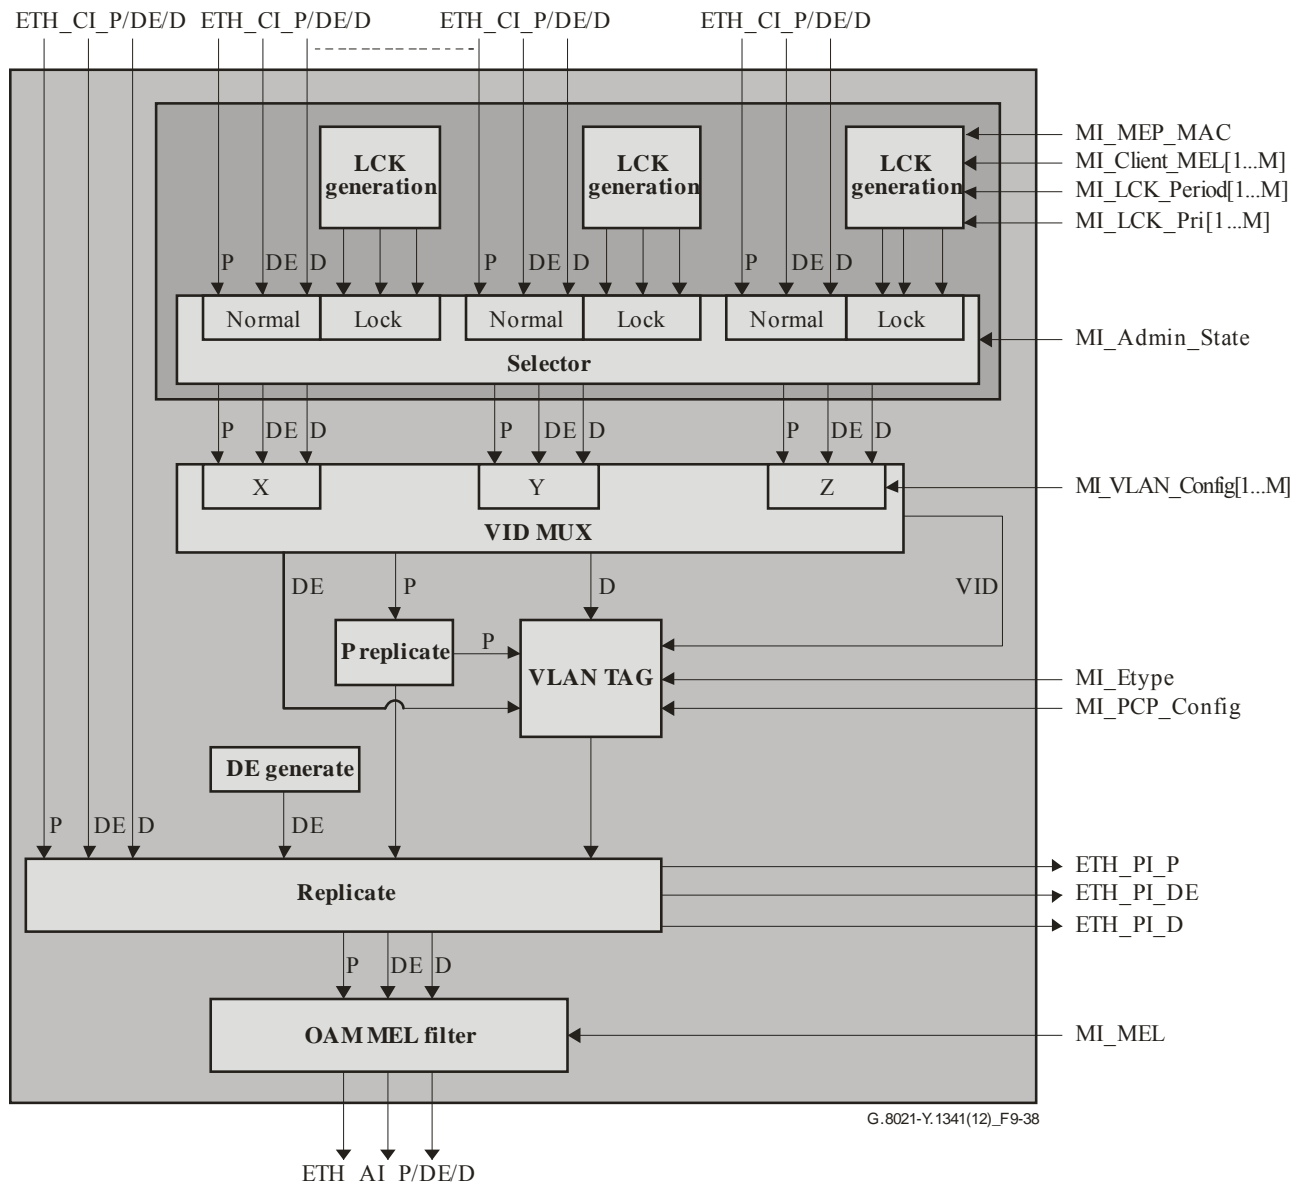 ETH_CI_P/DE/D ETH_CI_P/DE/D ETH_CI_P/DE/D ETH_CI_P/DE/D
LCK generation
LCK generation
LCK generation
MI_MEP_MAC
MI_Client_MEL[1...M]
MI_LCK_Period[1...M]
MI_LCK_Pri[1...M]
P DE D P DE D P DE D
Normal Lock Normal Lock Normal Lock
Selector
MI_Admin_State
P DE D P DE D P DE D
X Y Z
MI_VLAN_Config[1...M]
VID MUX
DE P D VID
P replicate
P
VLAN TAG
MI_Etype
MI_PCP_Config
DE generate
P DE D DE
Replicate
ETH_PI_P
ETH_PI_DE
ETH_PI_D
P DE D
OAM MEL filter
MI_MEL
G.8021-Y.1341(12)_F9-38
ETH_AI_P/DE/D